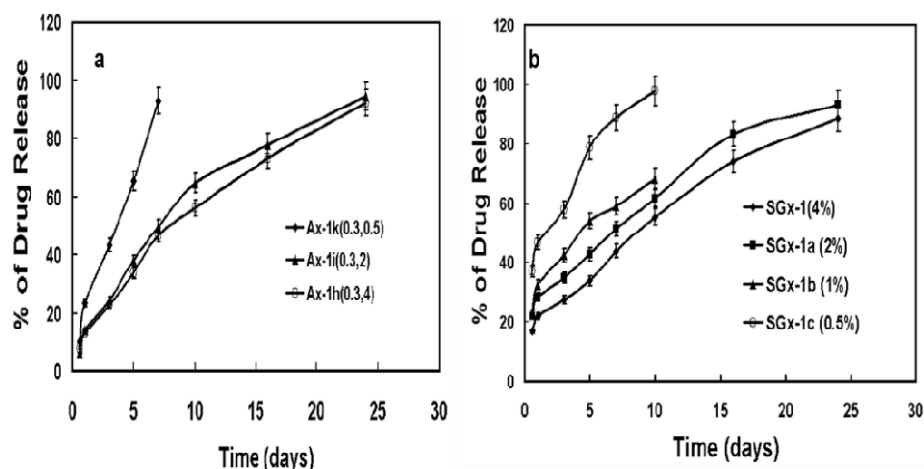 120
100
80
60
40
20
0
a
Ax-1k(0.3,0.5)
Ax-1i(0.3,2)
Ax-1h(0.3,4)
0 5 10 15 20 25 30
Time (days)
% of Drug Release
120
100
80
60
40
20
0
b
SGx-1(4%)
SGx-1a (2%)
SGx-1b (1%)
SGx-1c (0.5%)
0 5 10 15 20 25 30
Time (days)
% of Drug Release